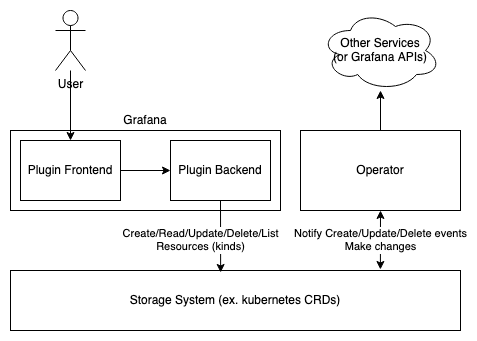 User
Other Services
(or Grafana APIs)
Grafana
Plugin Frontend
Plugin Backend
Operator
Create/Read/Update/Delete/List
Resources (kinds)
Notify Create/Update/Delete events
Make changes
Storage System (ex. kubernetes CRDs)